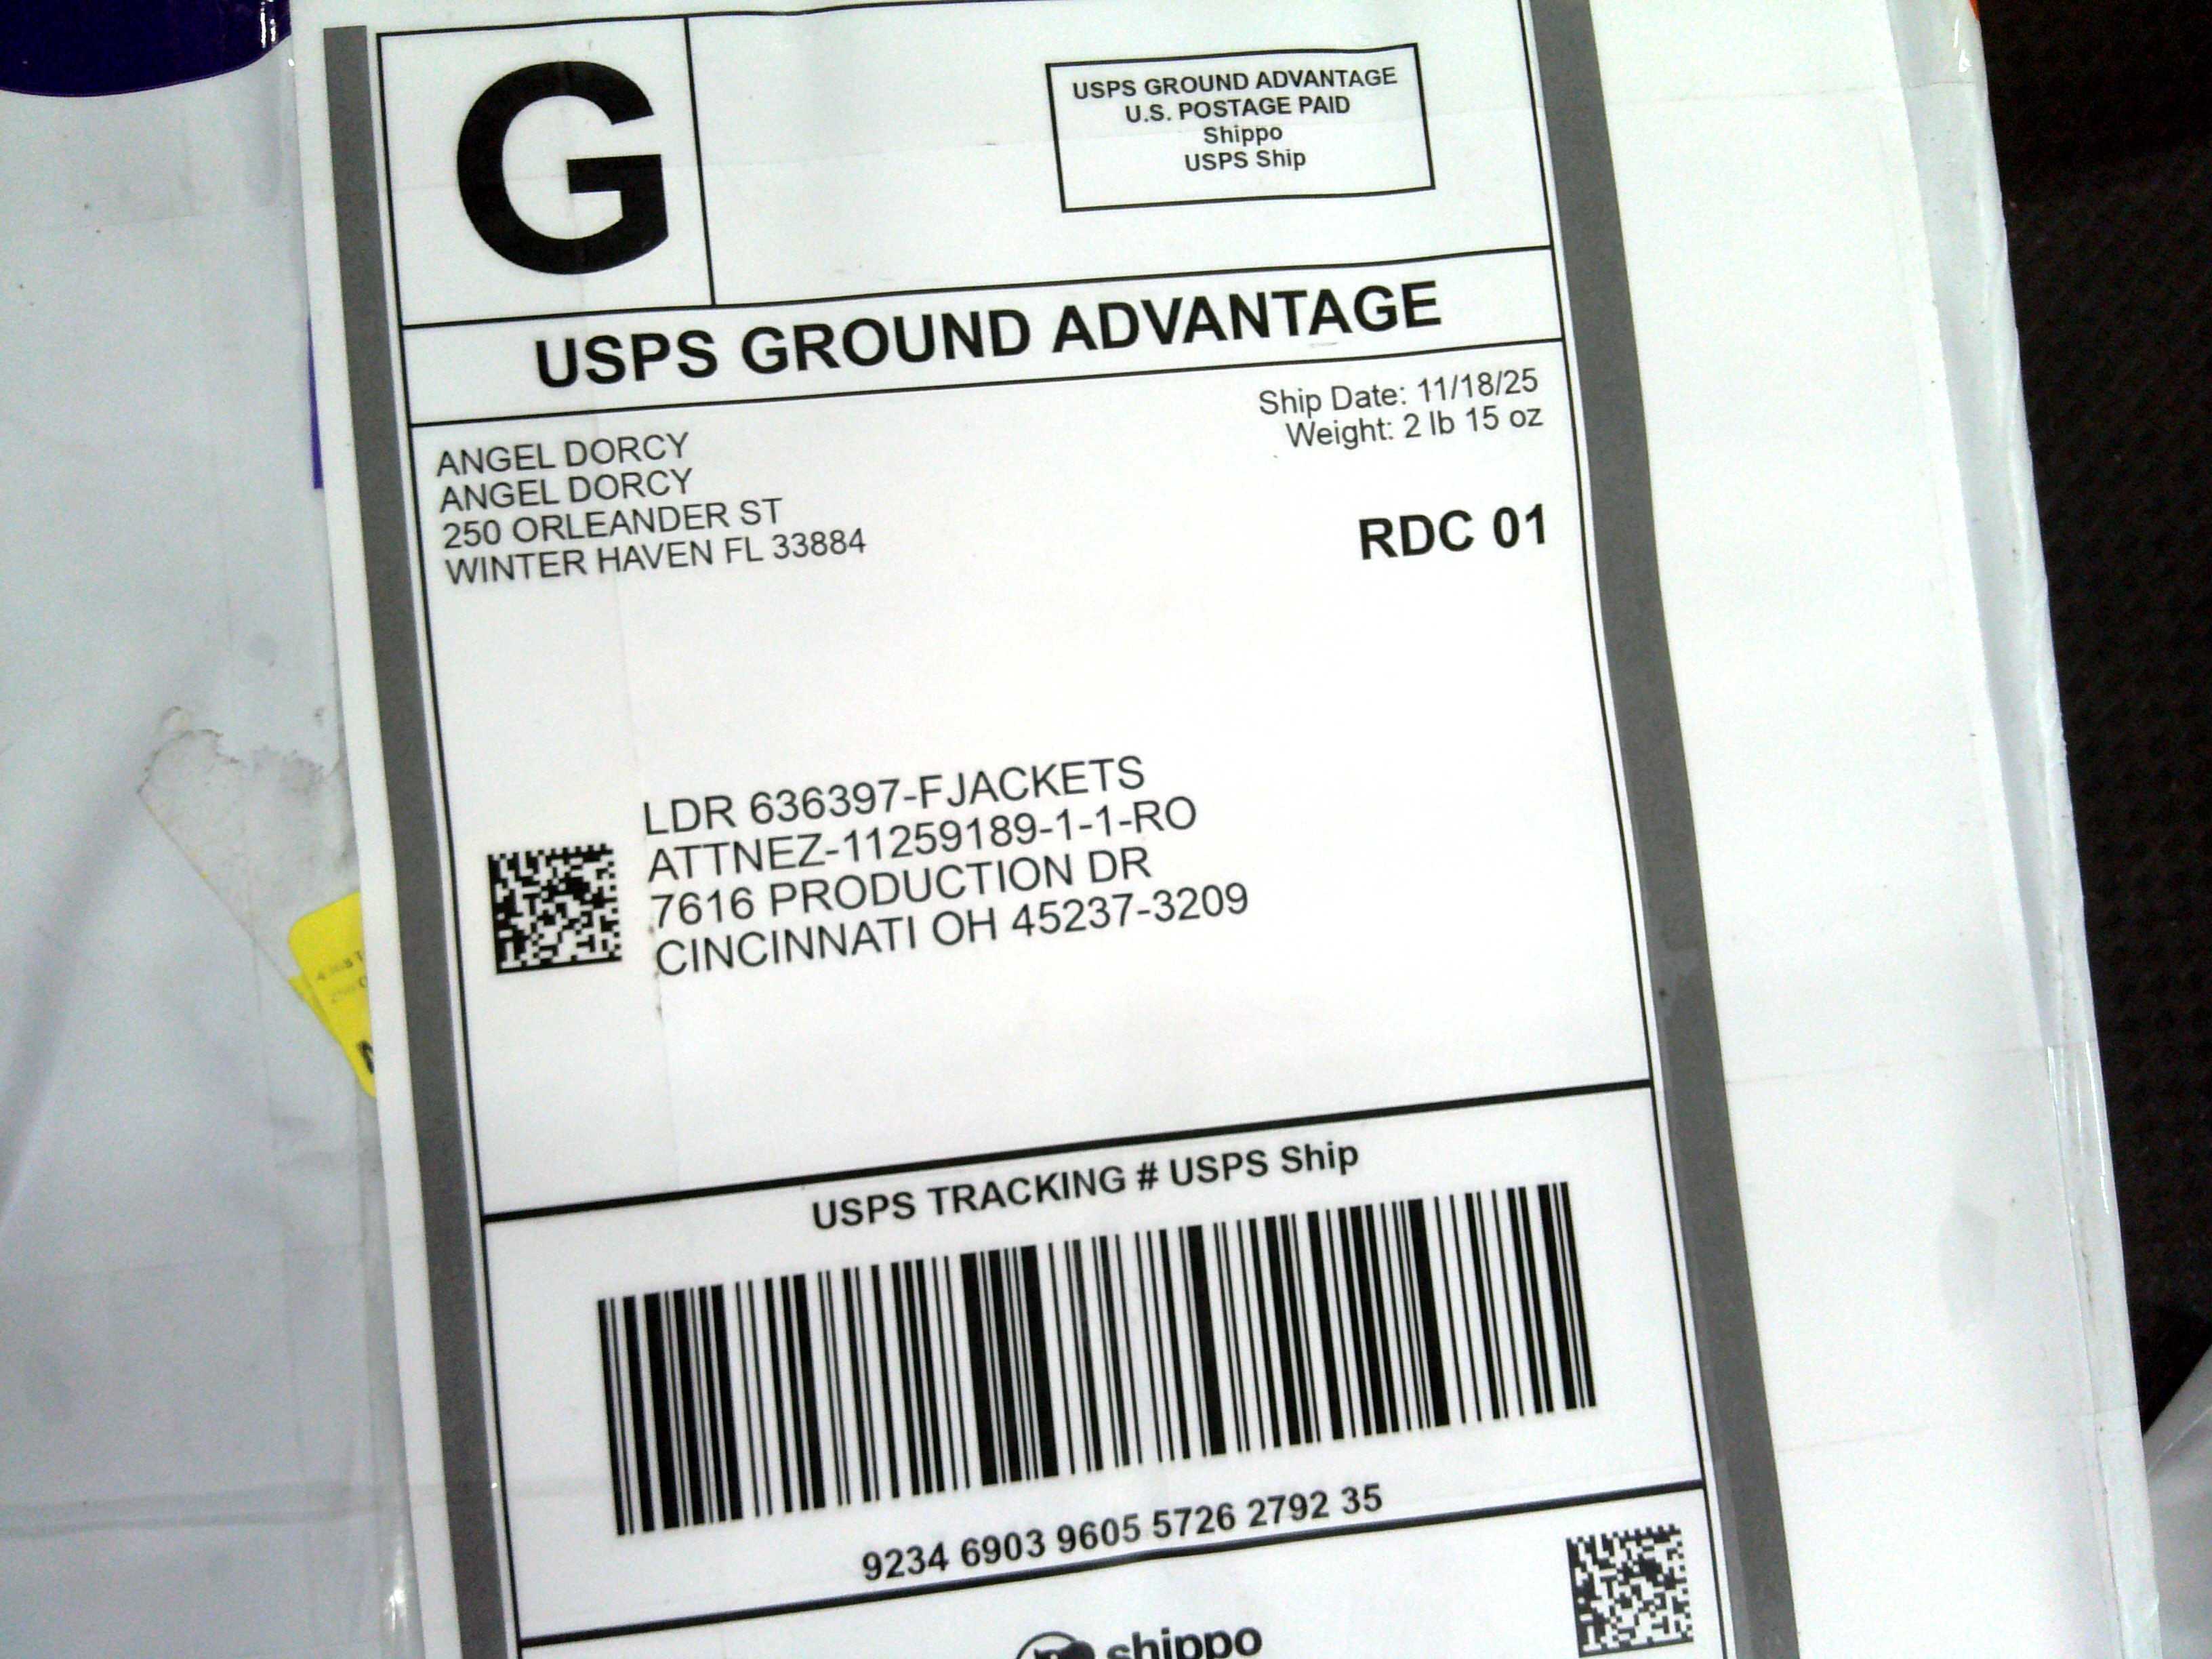 G
USPS GROUND ADVANTAGE
U.S. POSTAGE PAID
Shippo
USPS Ship
USPS GROUND ADVANTAGE
Ship Date: 11/18/25
Weight: 2 lb 15 oz
ANGEL DORCY
ANGEL DORCY
250 ORLEANDER ST
WINTER HAVEN FL 33884
RDC 01
LDR 636397-FJACKETS
ATTNEZ-11259189-1-1-RO
7616 PRODUCTION DR
CINCINNATI OH 45237-3209
USPS TRACKING # USPS Ship
9234 6903 9605 5726 2792 35
shippo